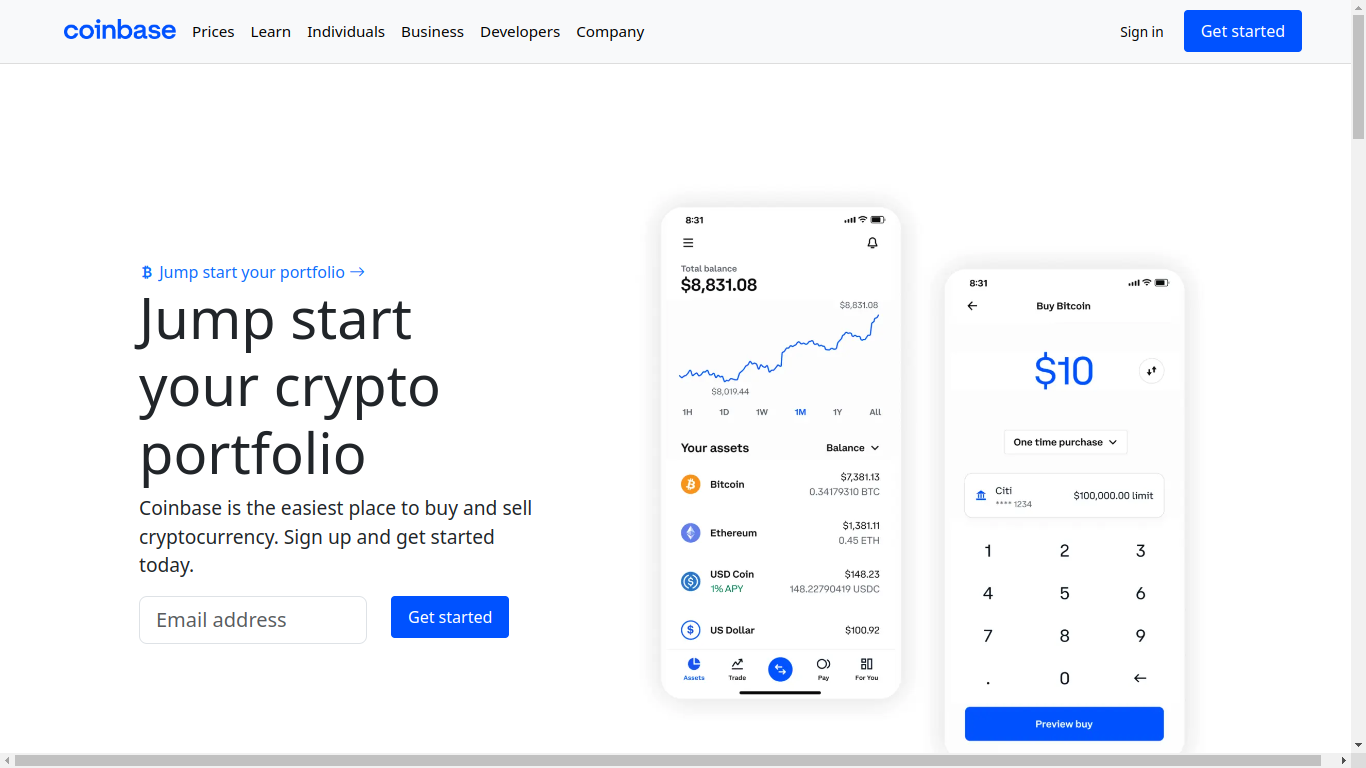 coinbase Prices Learn Individuals Business Developers Company Sign in Get started
Jump start your portfolio
Jump start
your crypto
portfolio
Coinbase is the easiest place to buy and sell
cryptocurrency. Sign up and get started
today.
Email address Get started
8:31
Total balance
$8,831.08
$8,831.08
$8,019.44
1H 1D 1W 1M 1Y All
Your assets Balance
Bitcoin $7,381.13
0.34179310 BTC
Ethereum $1,381.11
0.45 ETH
USD Coin $148.23
1% APY 148.22790419 USDC
US Dollar $100.92
Assets Trade Pay For You
8:31
Buy Bitcoin
$10
One time purchase
Citi $100,000.00 limit
**** 1234
1 2 3
4 5 6
7 8 9
. 0
Preview buy